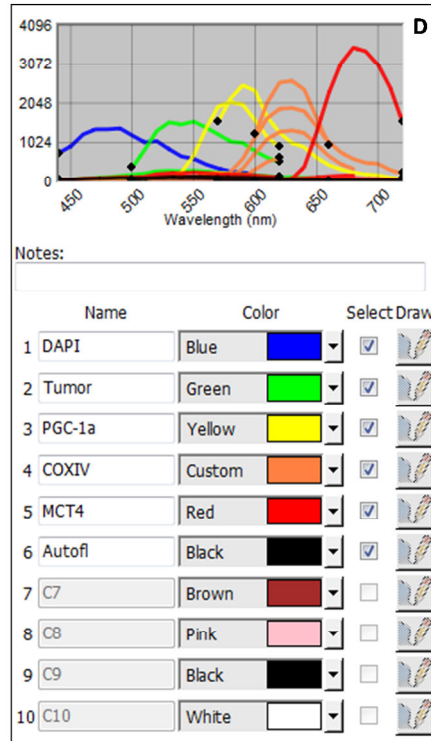 D
4096
3072
2048
1024
0
450 500 550 600 650 700
Wavelength (nm)
Notes:
Name Color Select Draw
1 DAPI Blue
2 Tumor Green
3 PGC-1a Yellow
4 COXIV Custom
5 MCT4 Red
6 Autofl Black
7 C7 Brown
8 C8 Pink
9 C9 Black
10 C10 White